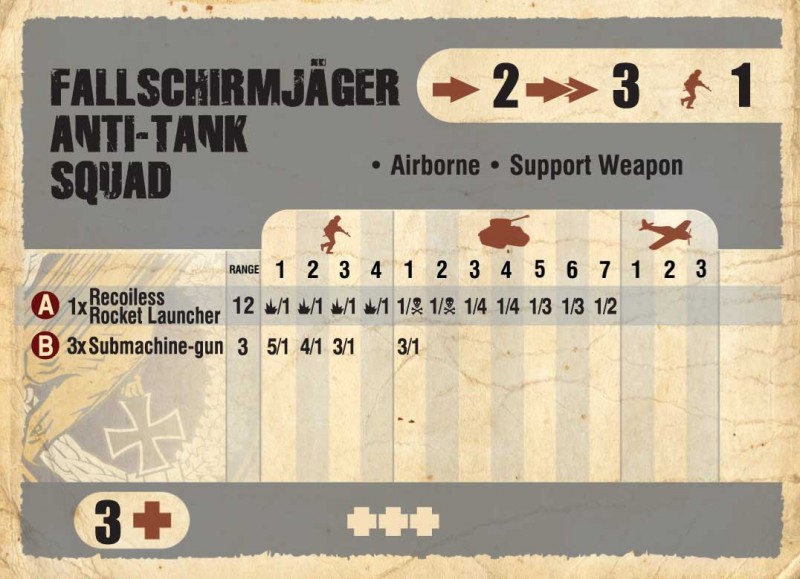 FALLSCHIRMJÄGER
ANTI-TANK
SQUAD
2 3 1
• Airborne • Support Weapon
RANGE 1 2 3 4 1 2 3 4 5 6 7 1 2 3
A 1x Recoiless
Rocket Launcher 12 /1 /1 /1 /1 1/ 1/ 1/4 1/4 1/3 1/3 1/2
B 3x Submachine-gun 3 5/1 4/1 3/1 3/1
3